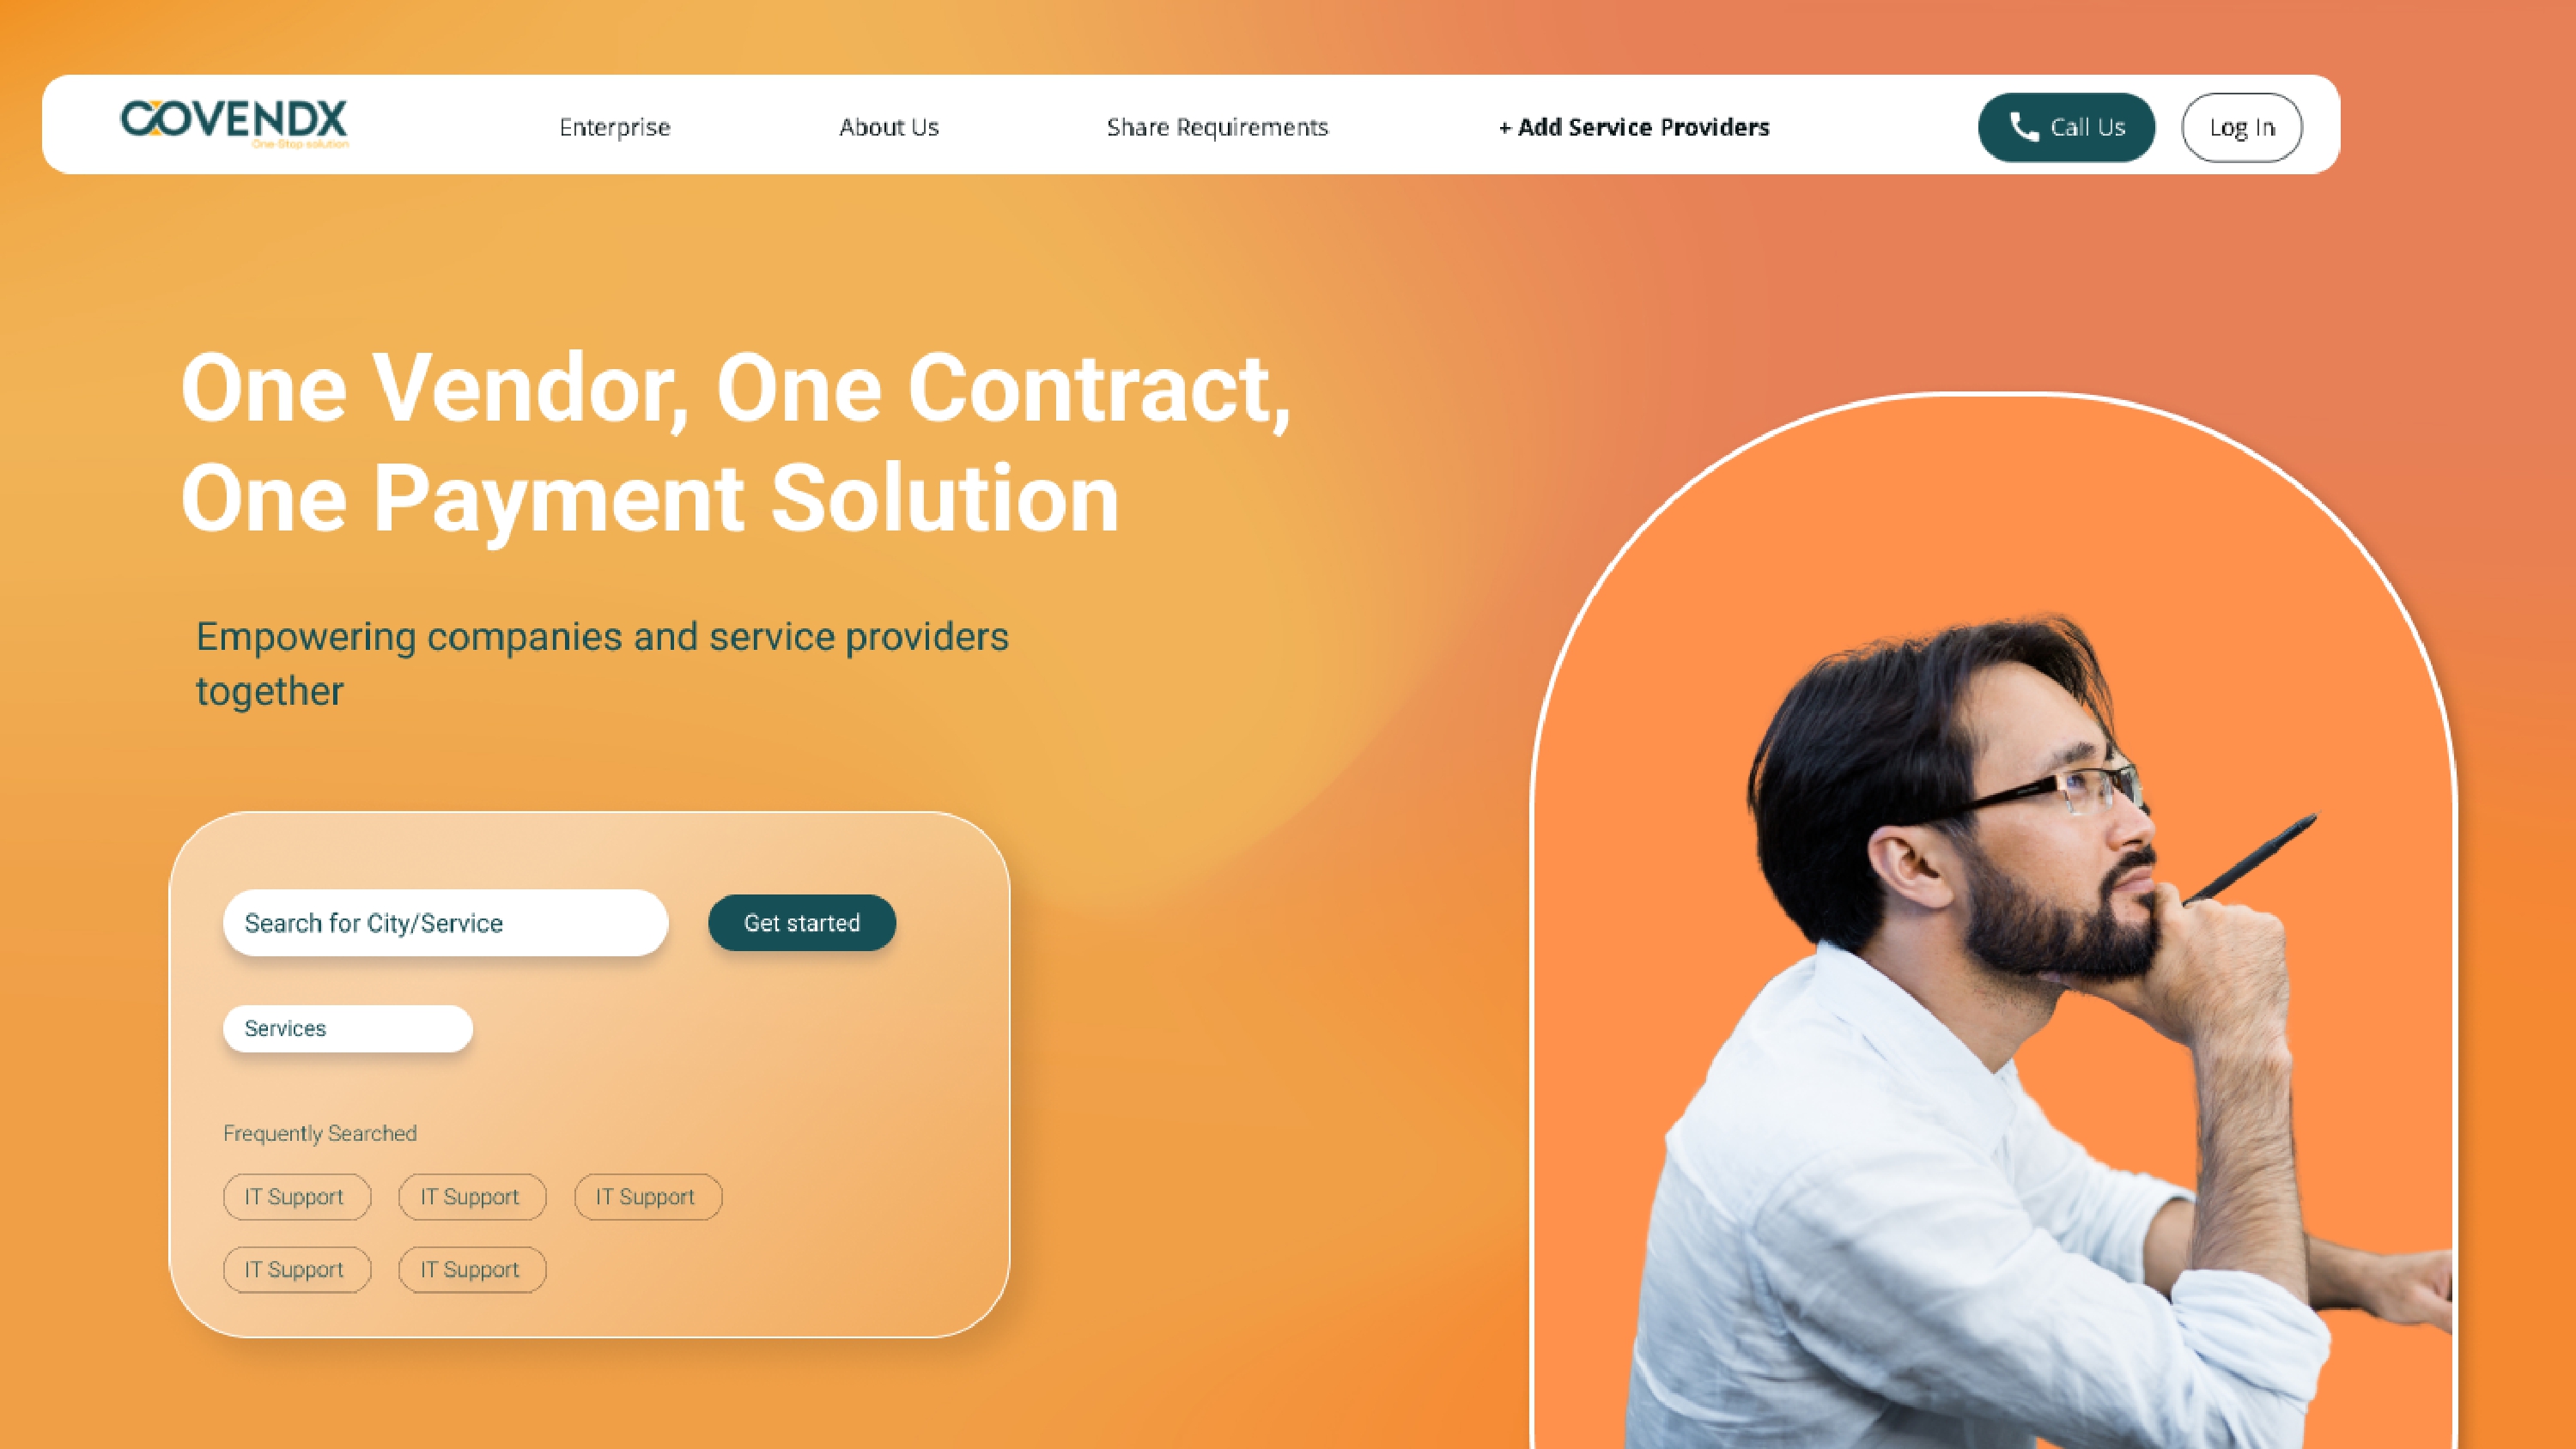 COVENDX
One-Stop solution
Enterprise
About Us
Share Requirements
+ Add Service Providers
Call Us
Log In
One Vendor, One Contract,
One Payment Solution
Empowering companies and service providers
together
Search for City/Service
Get started
Services
Frequently Searched
IT Support
IT Support
IT Support
IT Support
IT Support